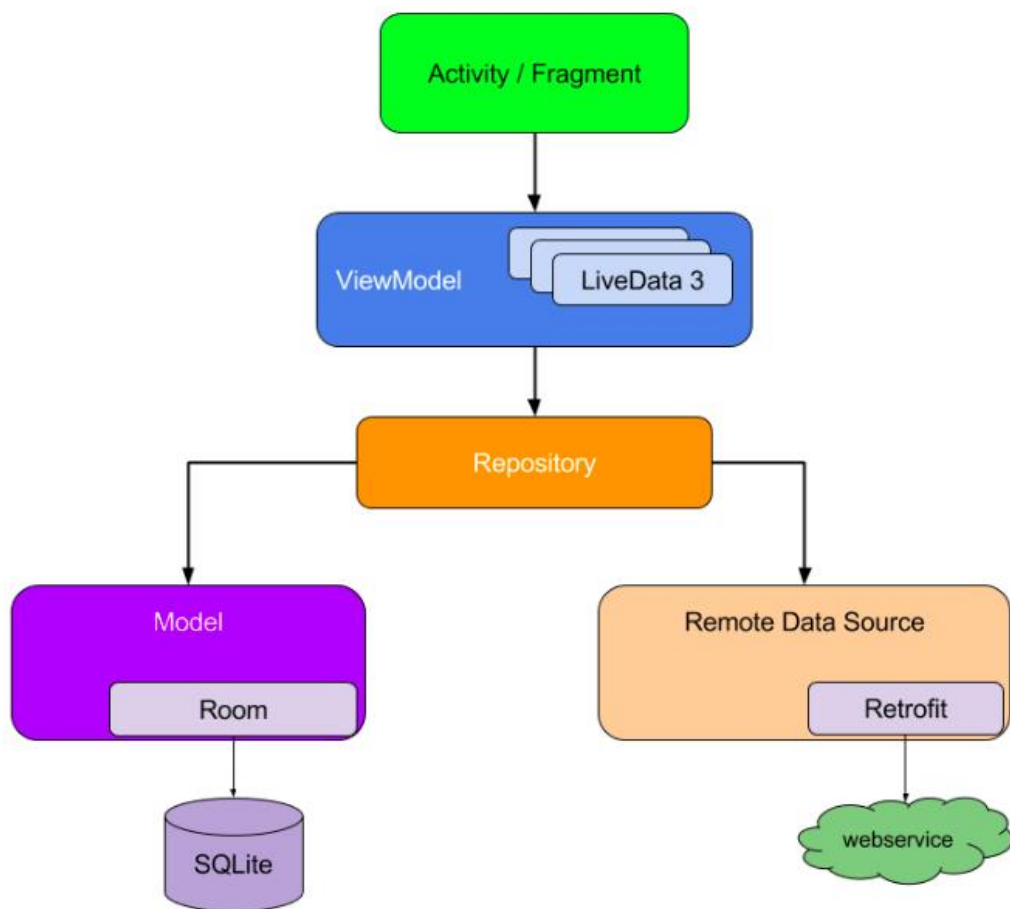 Activity / Fragment
ViewModel
LiveData 3
Repository
Model
Remote Data Source
Room
Retrofit
SQLite
webservice